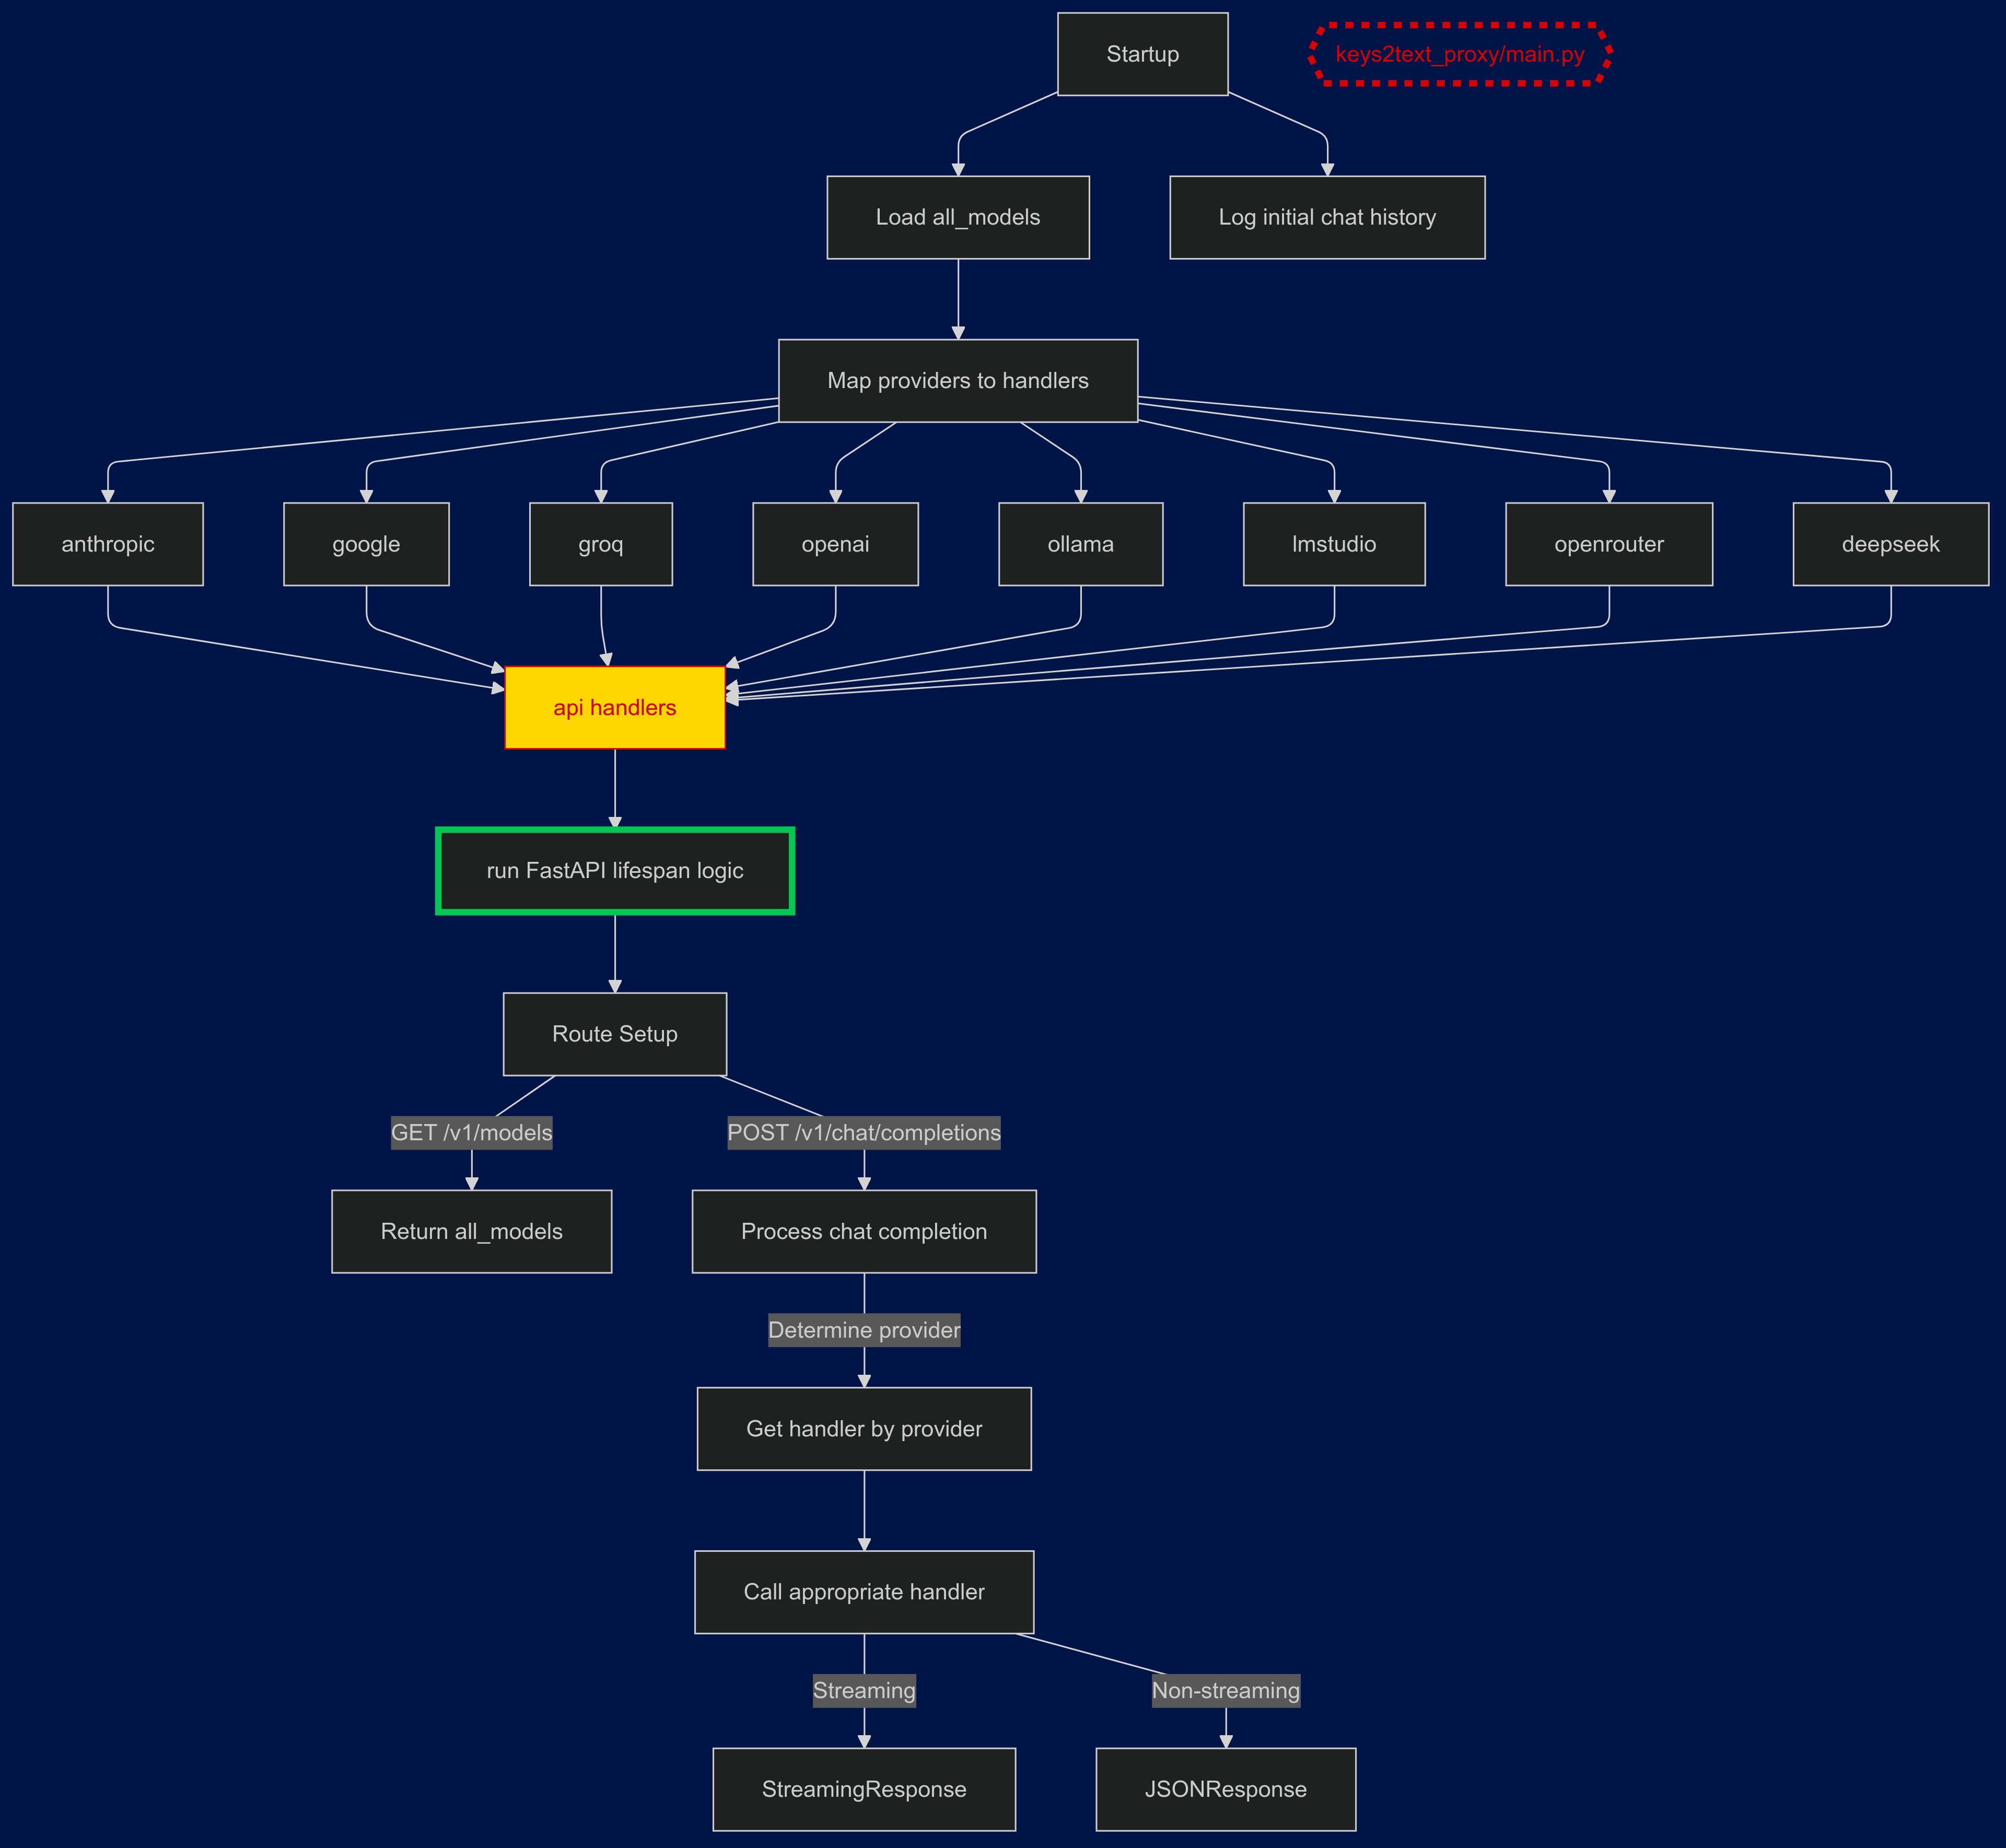 Startup
keys2text_proxy/main.py
Load all_models
Log initial chat history
Map providers to handlers
anthropic
google
groq
openai
ollama
lmstudio
openrouter
deepseek
api handlers
run FastAPI lifespan logic
Route Setup
GET /v1/models
POST /v1/chat/completions
Return all_models
Process chat completion
Determine provider
Get handler by provider
Call appropriate handler
Streaming
Non-streaming
StreamingResponse
JSONResponse